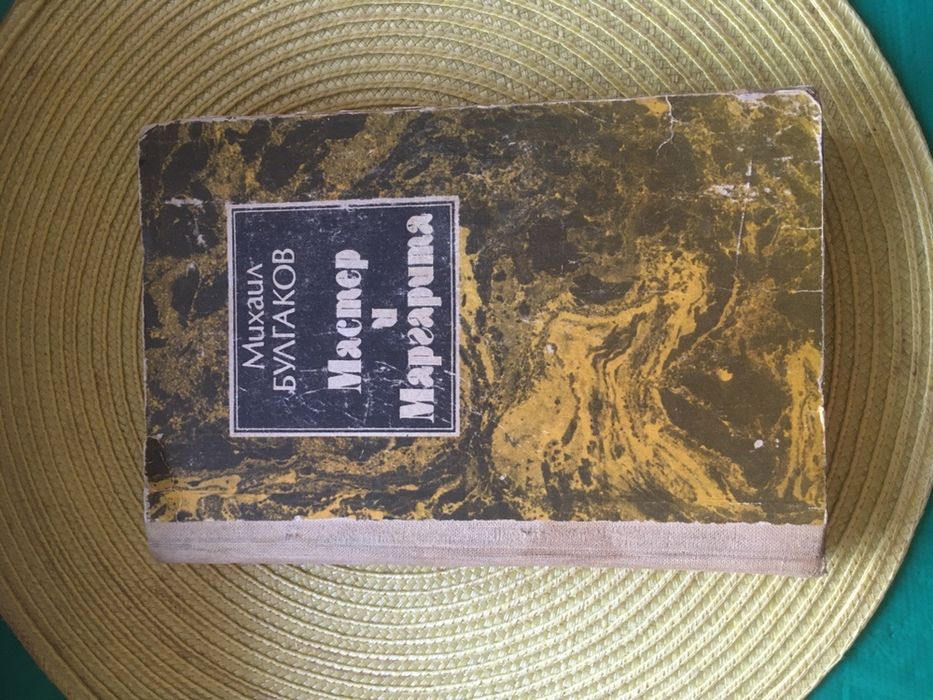 Михаил
БУЛГАКОВ
Мастер
и
Маргарита